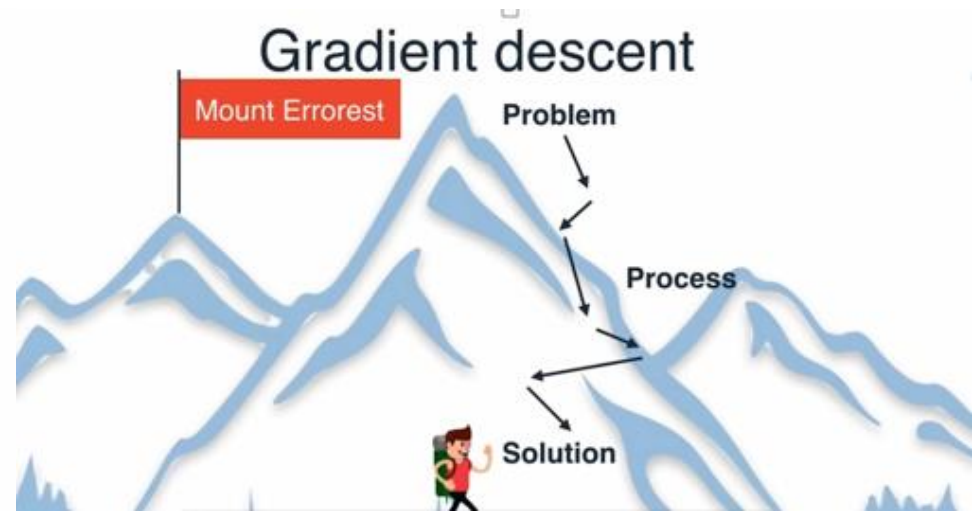 Gradient descent
Mount Errorest
Problem
Process
Solution